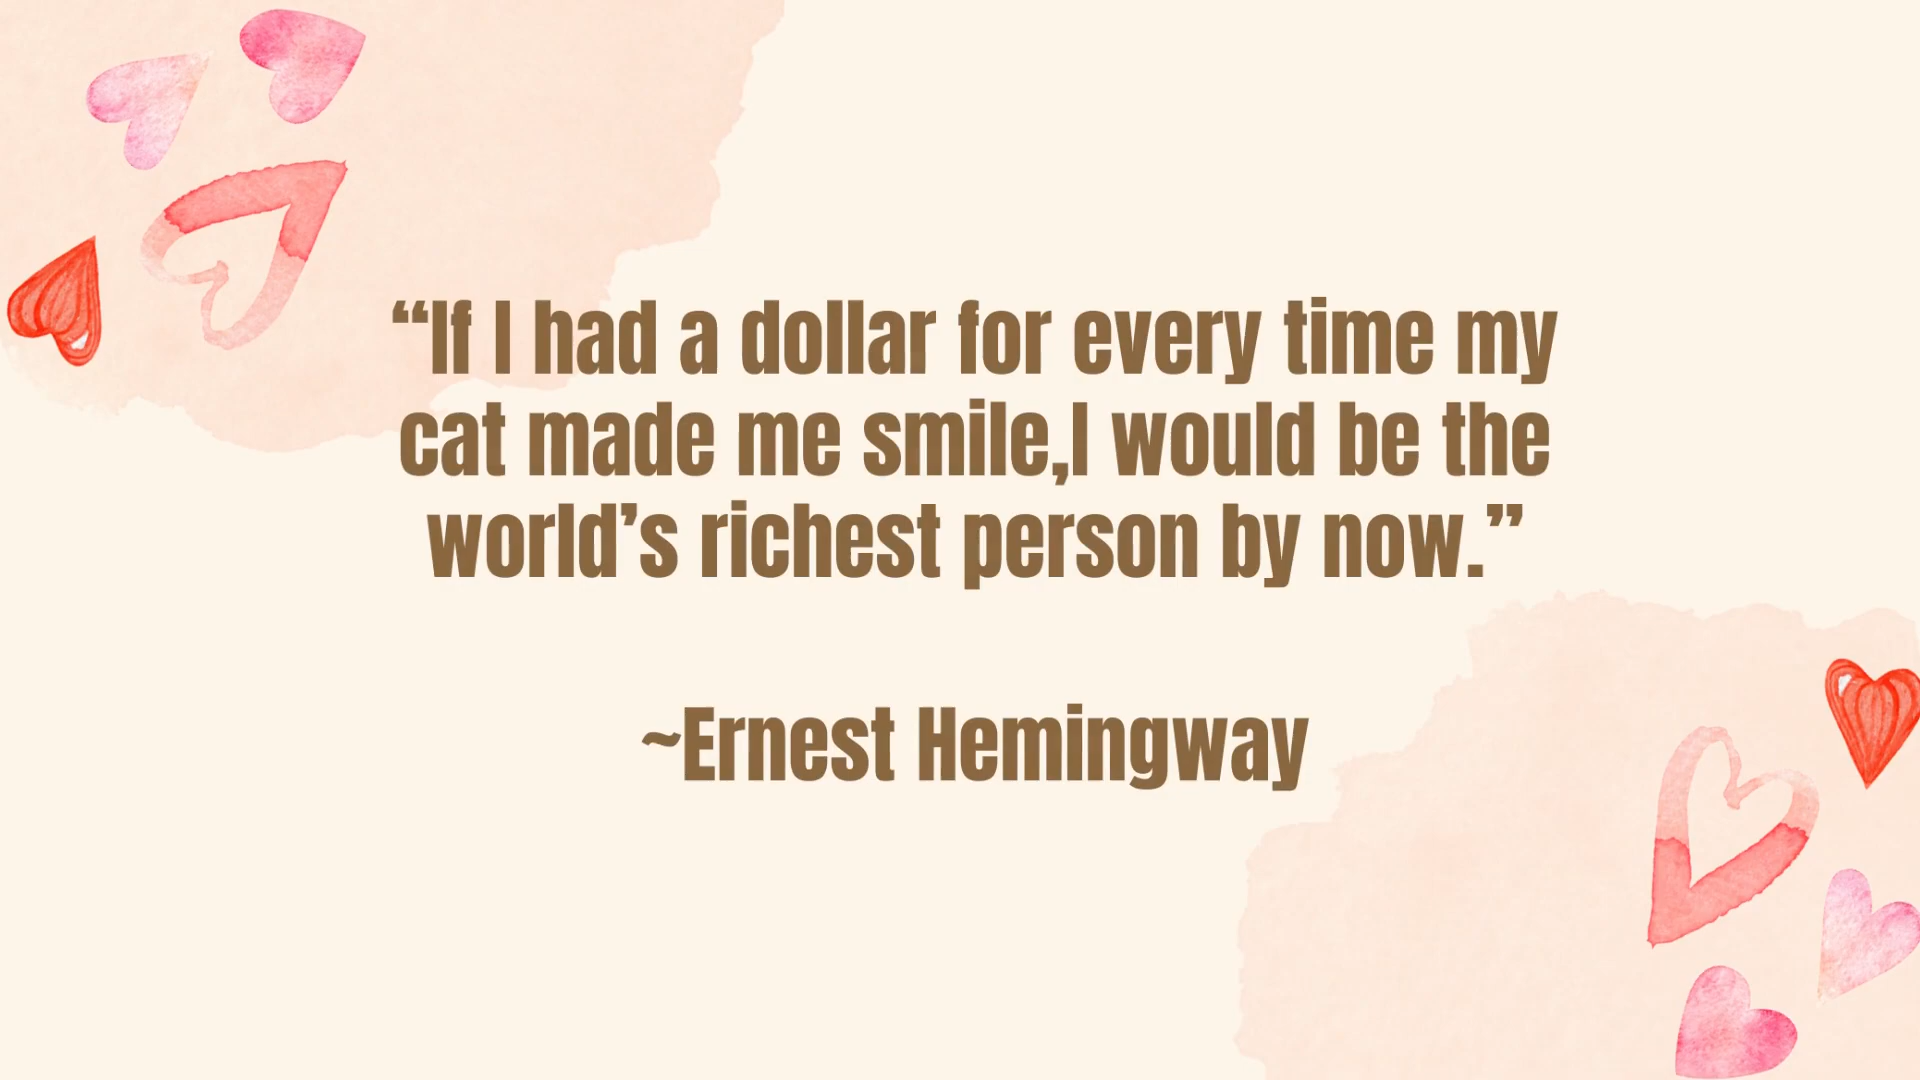 “If I had a dollar for every time my
cat made me smile,I would be the
world’s richest person by now.”
~Ernest Hemingway